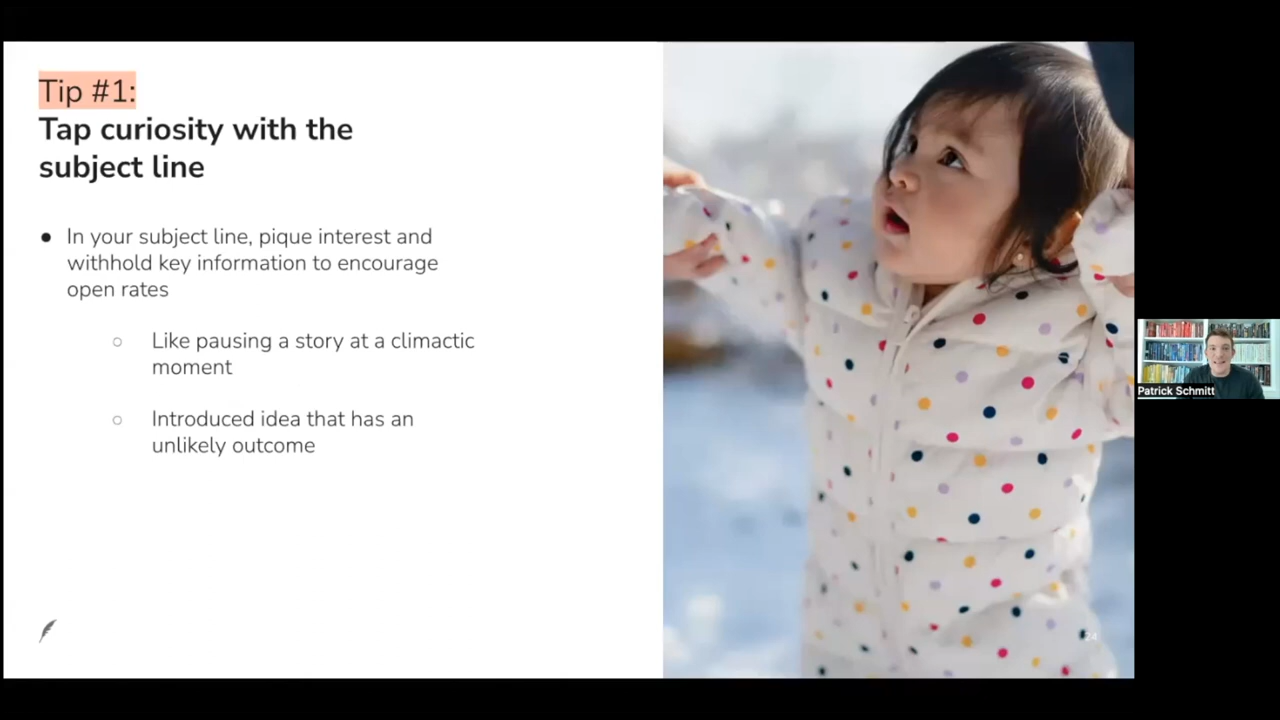 Tip #1:
Tap curiosity with the
subject line
● In your subject line, pique interest and
withhold key information to encourage
open rates
○ Like pausing a story at a climactic
moment
○ Introduced idea that has an
unlikely outcome
24
Patrick Schmitt